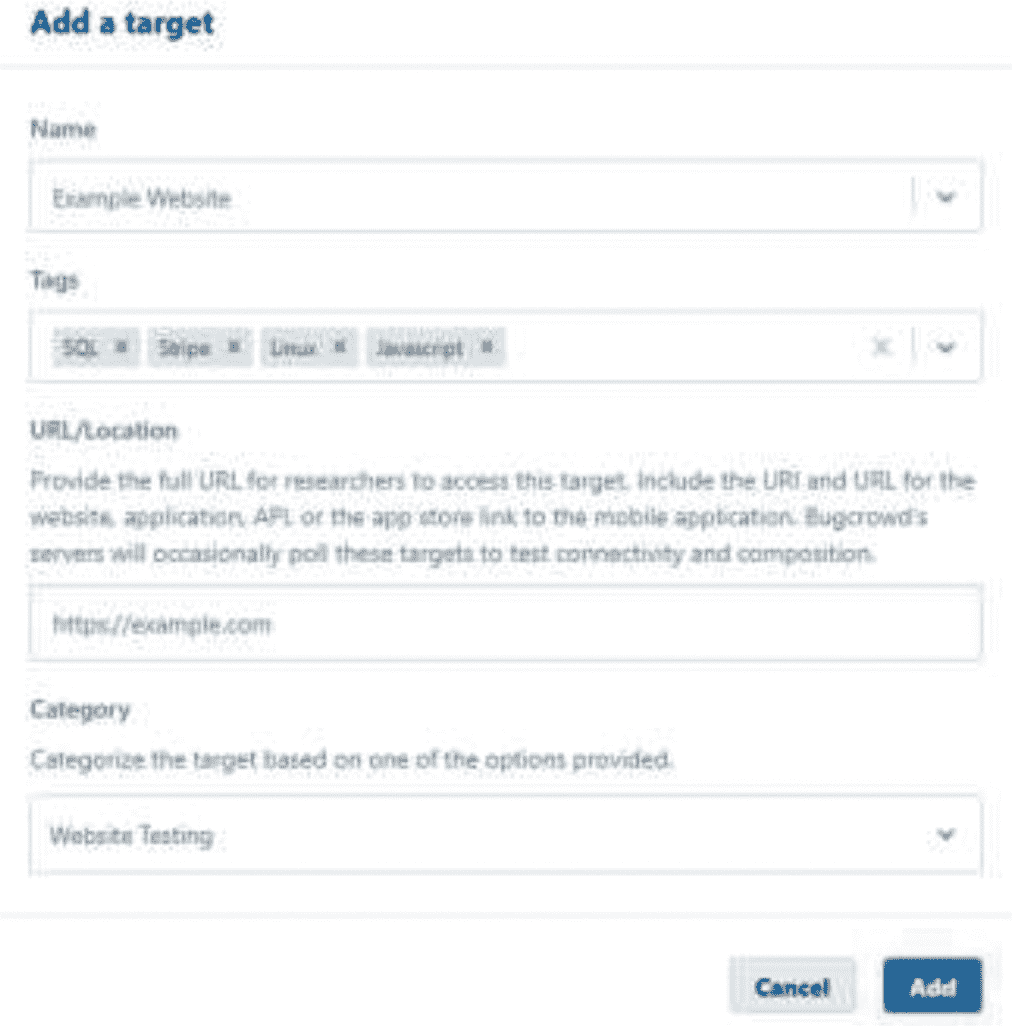 Add a target
Name
Example Website
Tags
SQL Stripe Linux Javascript
URL/Location
Provide the full URL for researchers to access this target. Include the URI and URL for the
website, application, API, or the app store link to the mobile application. Bugcrowd's
servers will occasionally poll these targets to test connectivity and composition.
https://example.com
Category
Categorize the target based on one of the options provided.
Website Testing
Cancel Add